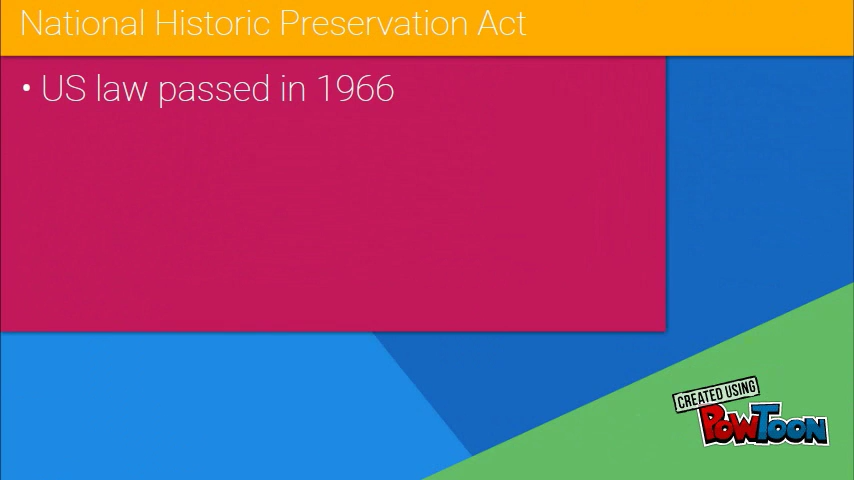 National Historic Preservation Act
• US law passed in 1966
CREATED USING
POWTOON